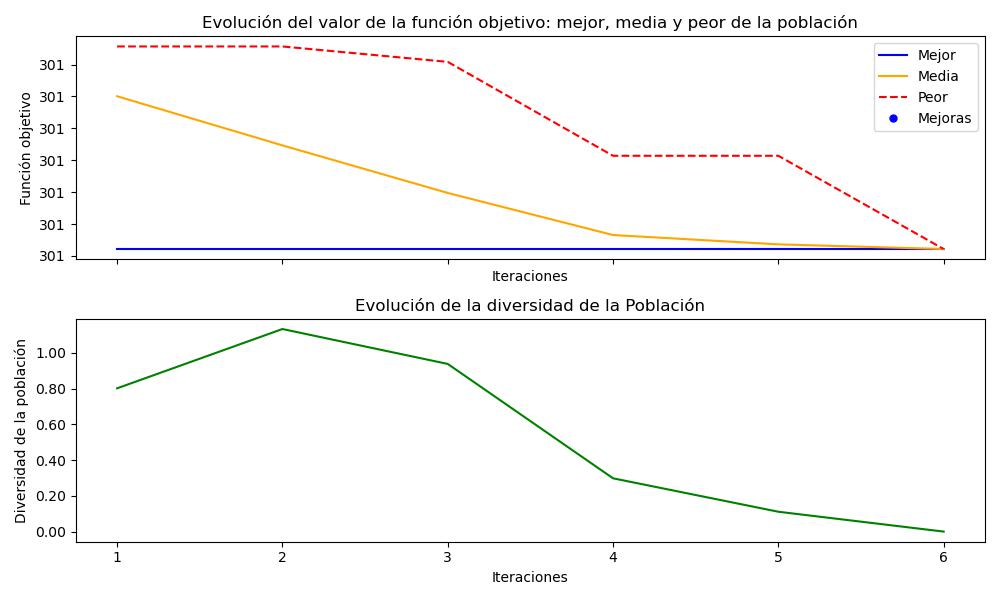 Evolución del valor de la función objetivo: mejor, media y peor de la población
Función objetivo
301
301
301
301
301
301
301
Mejor
Media
Peor
Mejoras
Iteraciones
Evolución de la diversidad de la Población
Diversidad de la población
1.00
0.80
0.60
0.40
0.20
0.00
1 2 3 4 5 6
Iteraciones